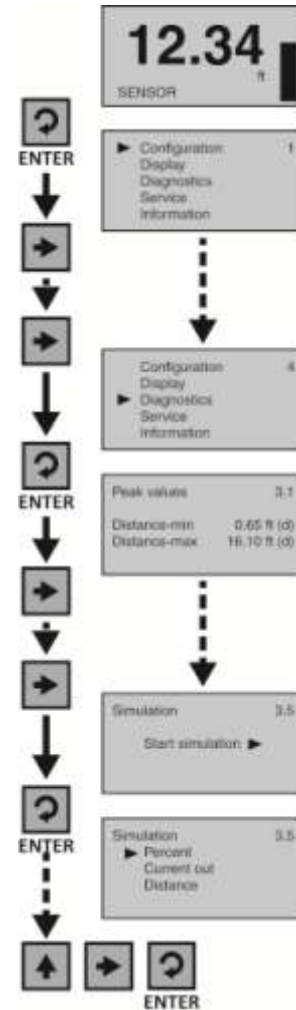 12.34
ft
SENSOR
ENTER
Configuration 1
Display
Diagnostics
Service
Information
Configuration 4
Display
Diagnostics
Service
Information
ENTER
Peak values 3.1
Distance-min 0.65 ft (d)
Distance-max 16.10 ft (d)
Simulation 3.5
Start simulation
ENTER
Simulation 3.5
Percent
Current out
Distance
ENTER